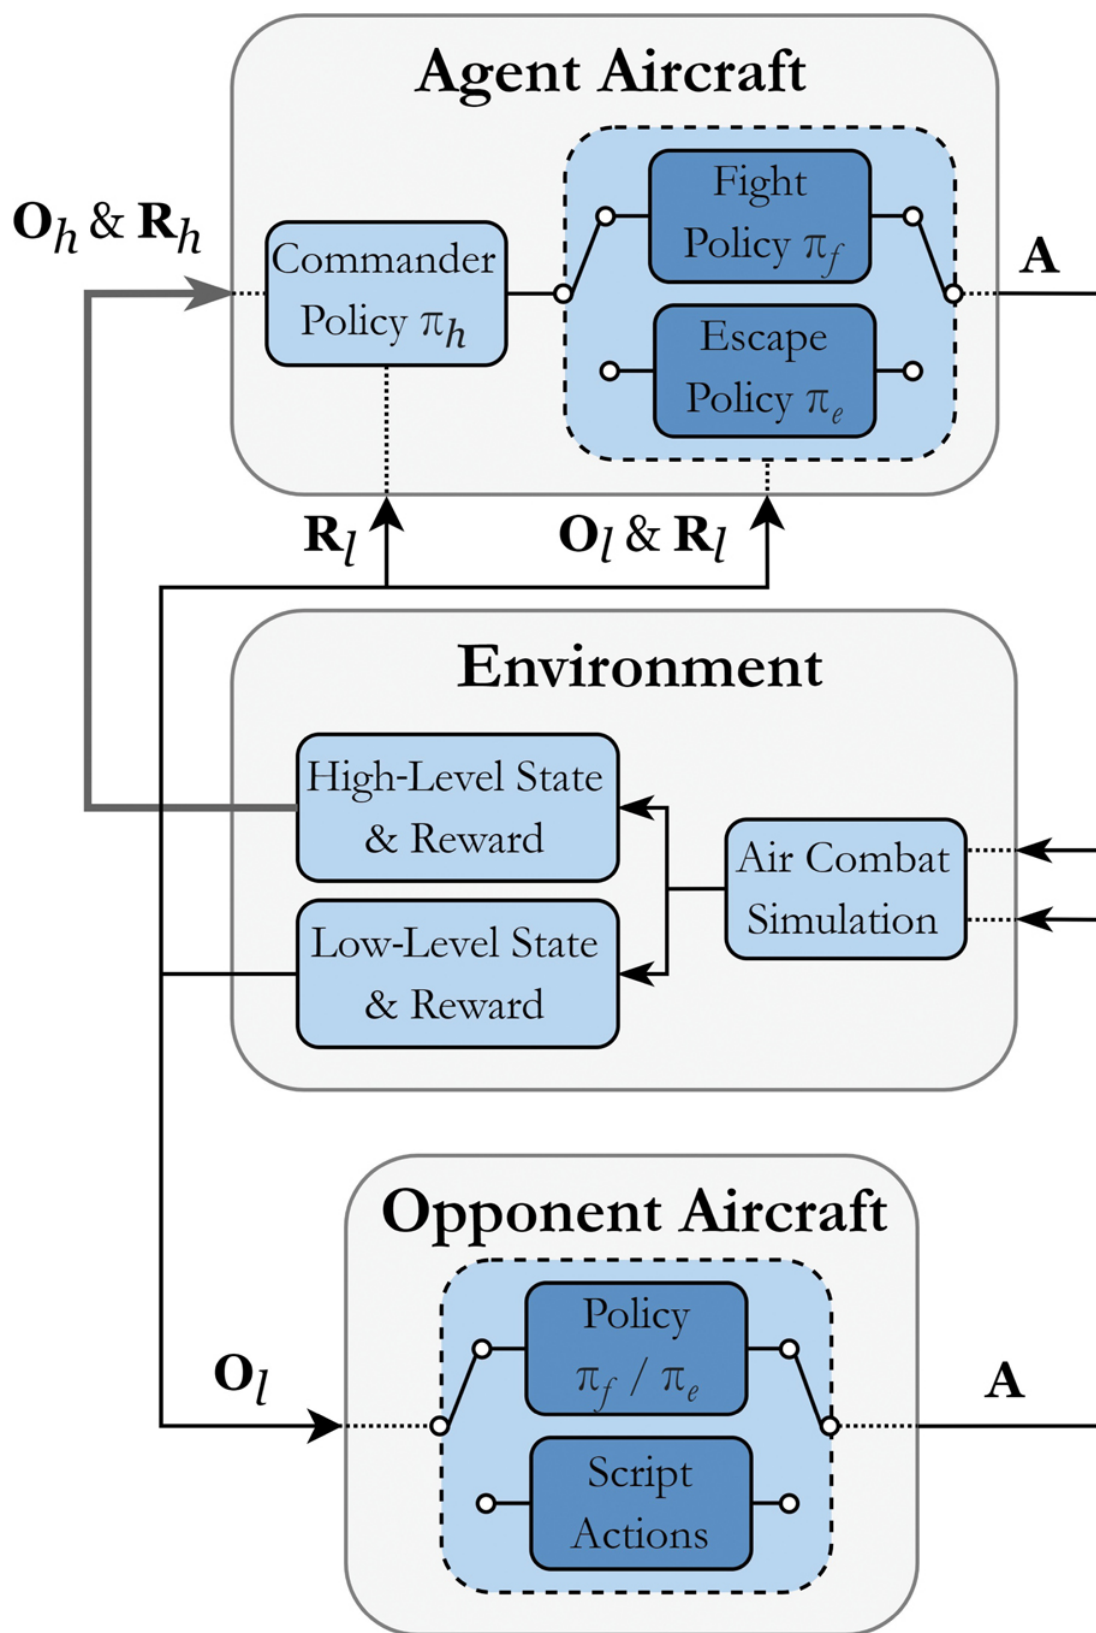 Agent Aircraft
Fight
Policy π_f
O_h & R_h
Commander
Policy π_h
A
Escape
Policy π_e
R_l
O_l & R_l
Environment
High-Level State
& Reward
Air Combat
Simulation
Low-Level State
& Reward
Opponent Aircraft
Policy
π_f / π_e
O_l
A
Script
Actions